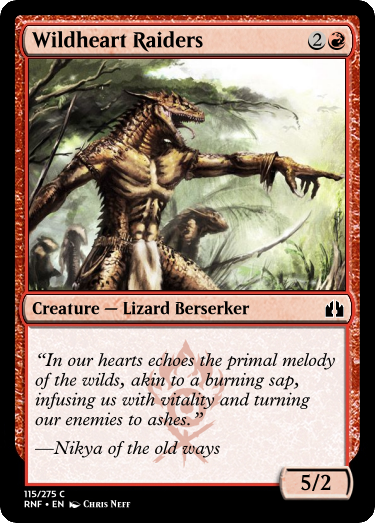 Wildheart Raiders 2
Creature — Lizard Berserker
“In our hearts echoes the primal melody
of the wilds, akin to a burning sap,
infusing us with vitality and turning
our enemies to ashes.”
—Nikya of the old ways
5/2
115/275 C
RNF • EN Chris Neff